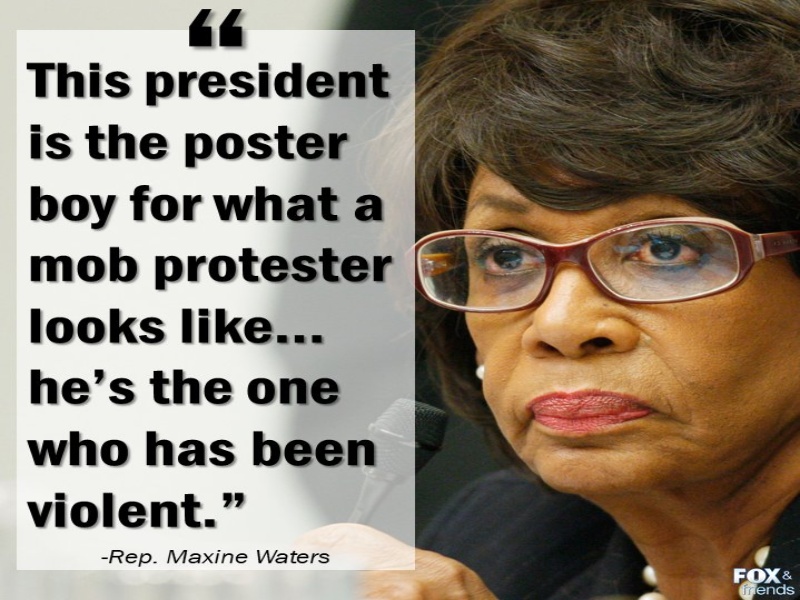 “
This president
is the poster
boy for what a
mob protester
looks like...
he’s the one
who has been
violent.”
-Rep. Maxine Waters
FOX &
friends